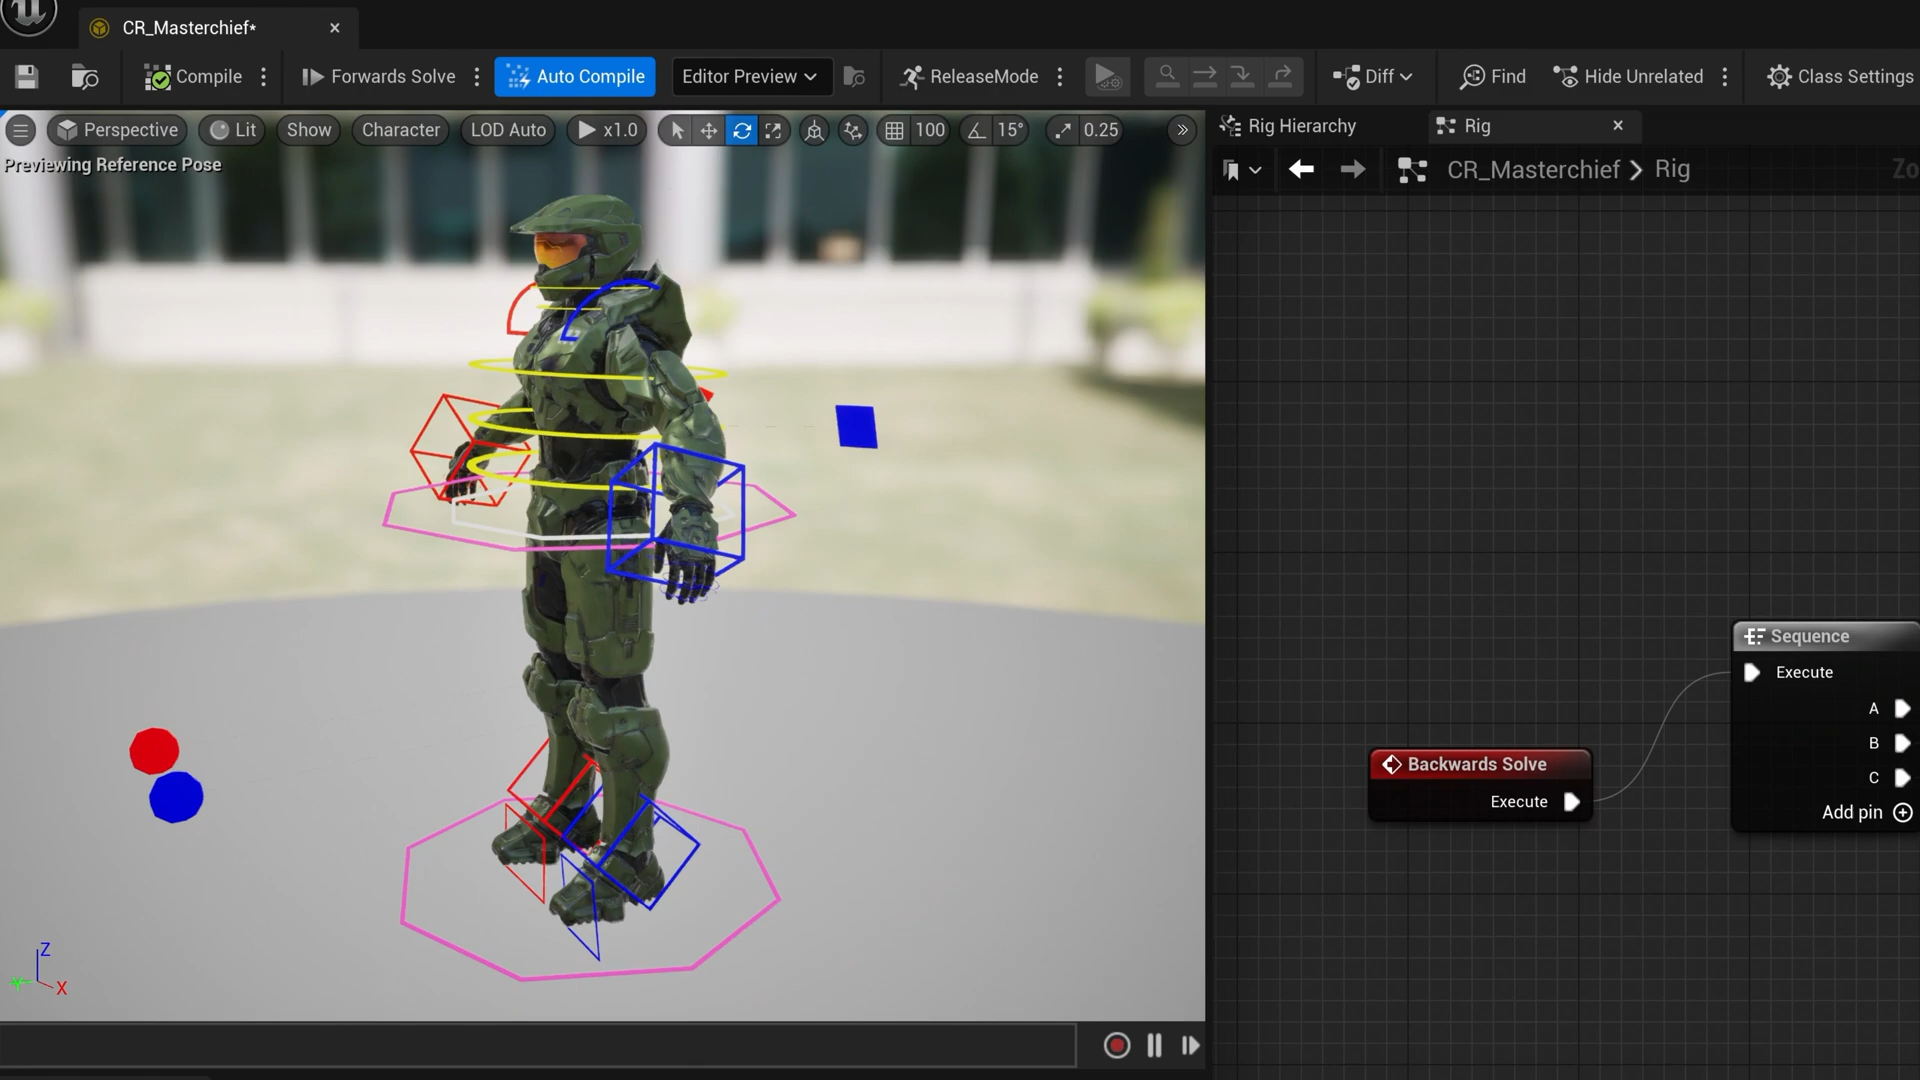 CR_Masterchief*
Compile
Forwards Solve
Auto Compile
Editor Preview
ReleaseMode
Diff
Find
Hide Unrelated
Class Settings
Perspective
Lit
Show
Character
LOD Auto
x1.0
100
15°
0.25
Previewing Reference Pose
Rig Hierarchy
Rig
CR_Masterchief
Rig
Zo
Sequence
Execute
A
B
C
Add pin
Backwards Solve
Execute
Z
Y
X